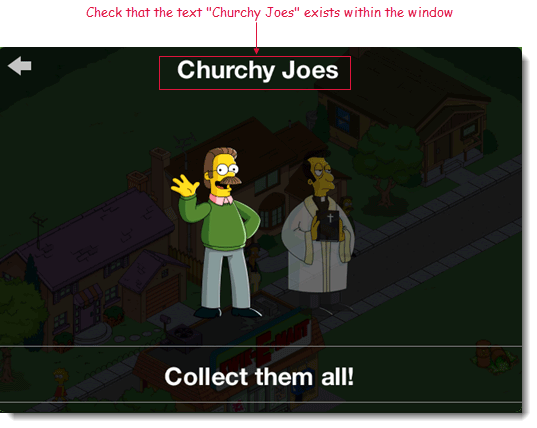 Check that the text "Churchy Joes" exists within the window
Churchy Joes
Collect them all!